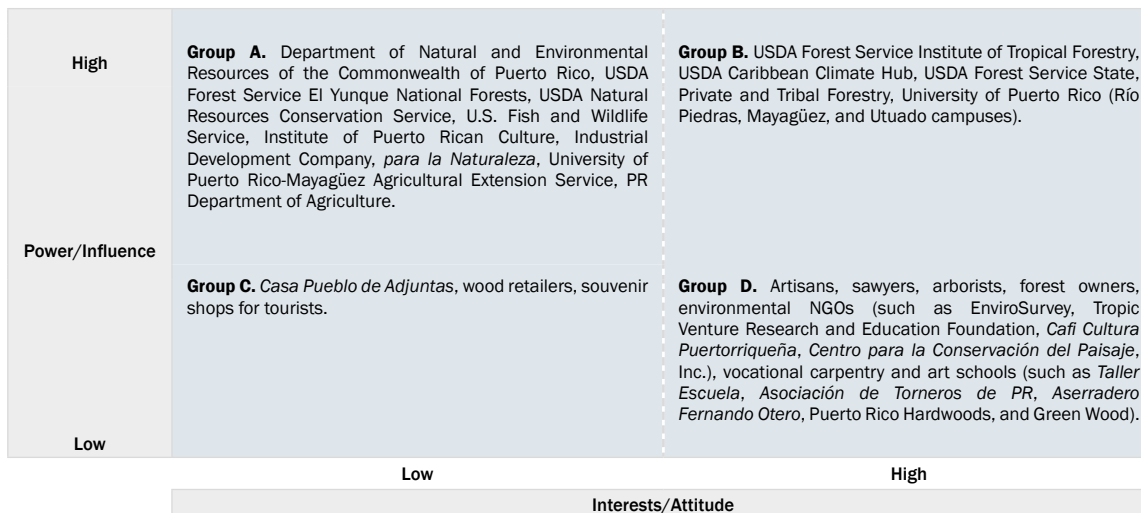 High
Group A. Department of Natural and Environmental
Resources of the Commonwealth of Puerto Rico, USDA
Forest Service El Yunque National Forests, USDA Natural
Resources Conservation Service, U.S. Fish and Wildlife
Service, Institute of Puerto Rican Culture, Industrial
Development Company, para la Naturaleza, University of
Puerto Rico-Mayagüez Agricultural Extension Service, PR
Department of Agriculture.
Group B. USDA Forest Service Institute of Tropical Forestry,
USDA Caribbean Climate Hub, USDA Forest Service State,
Private and Tribal Forestry, University of Puerto Rico (Río
Piedras, Mayagüez, and Utuado campuses).
Power/Influence
Group C. Casa Pueblo de Adjuntas, wood retailers, souvenir
shops for tourists.
Group D. Artisans, sawyers, arborists, forest owners,
environmental NGOs (such as EnviroSurvey, Tropic
Venture Research and Education Foundation, Cafi Cultura
Puertorriqueña, Centro para la Conservación del Paisaje,
Inc.), vocational carpentry and art schools (such as Taller
Escuela, Asociación de Torneros de PR, Aserradero
Fernando Otero, Puerto Rico Hardwoods, and Green Wood).
Low
Low
High
Interests/Attitude